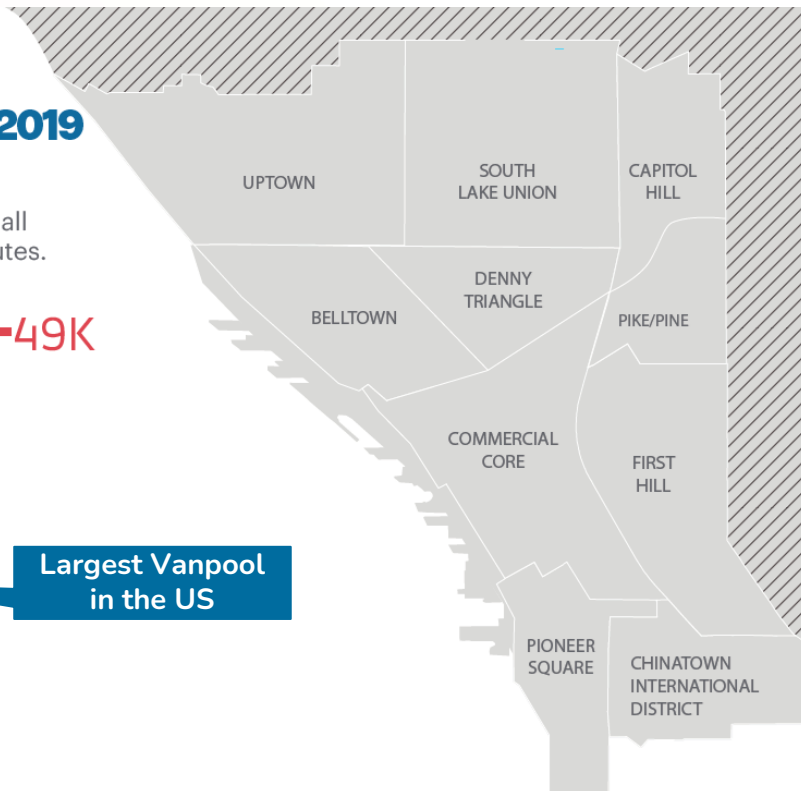 2019
all
utes.
-49K
Largest Vanpool
in the US
UPTOWN
SOUTH
LAKE UNION
CAPITOL
HILL
DENNY
TRIANGLE
BELLTOWN
PIKE/PINE
COMMERCIAL
CORE
FIRST
HILL
PIONEER
SQUARE
CHINATOWN
INTERNATIONAL
DISTRICT